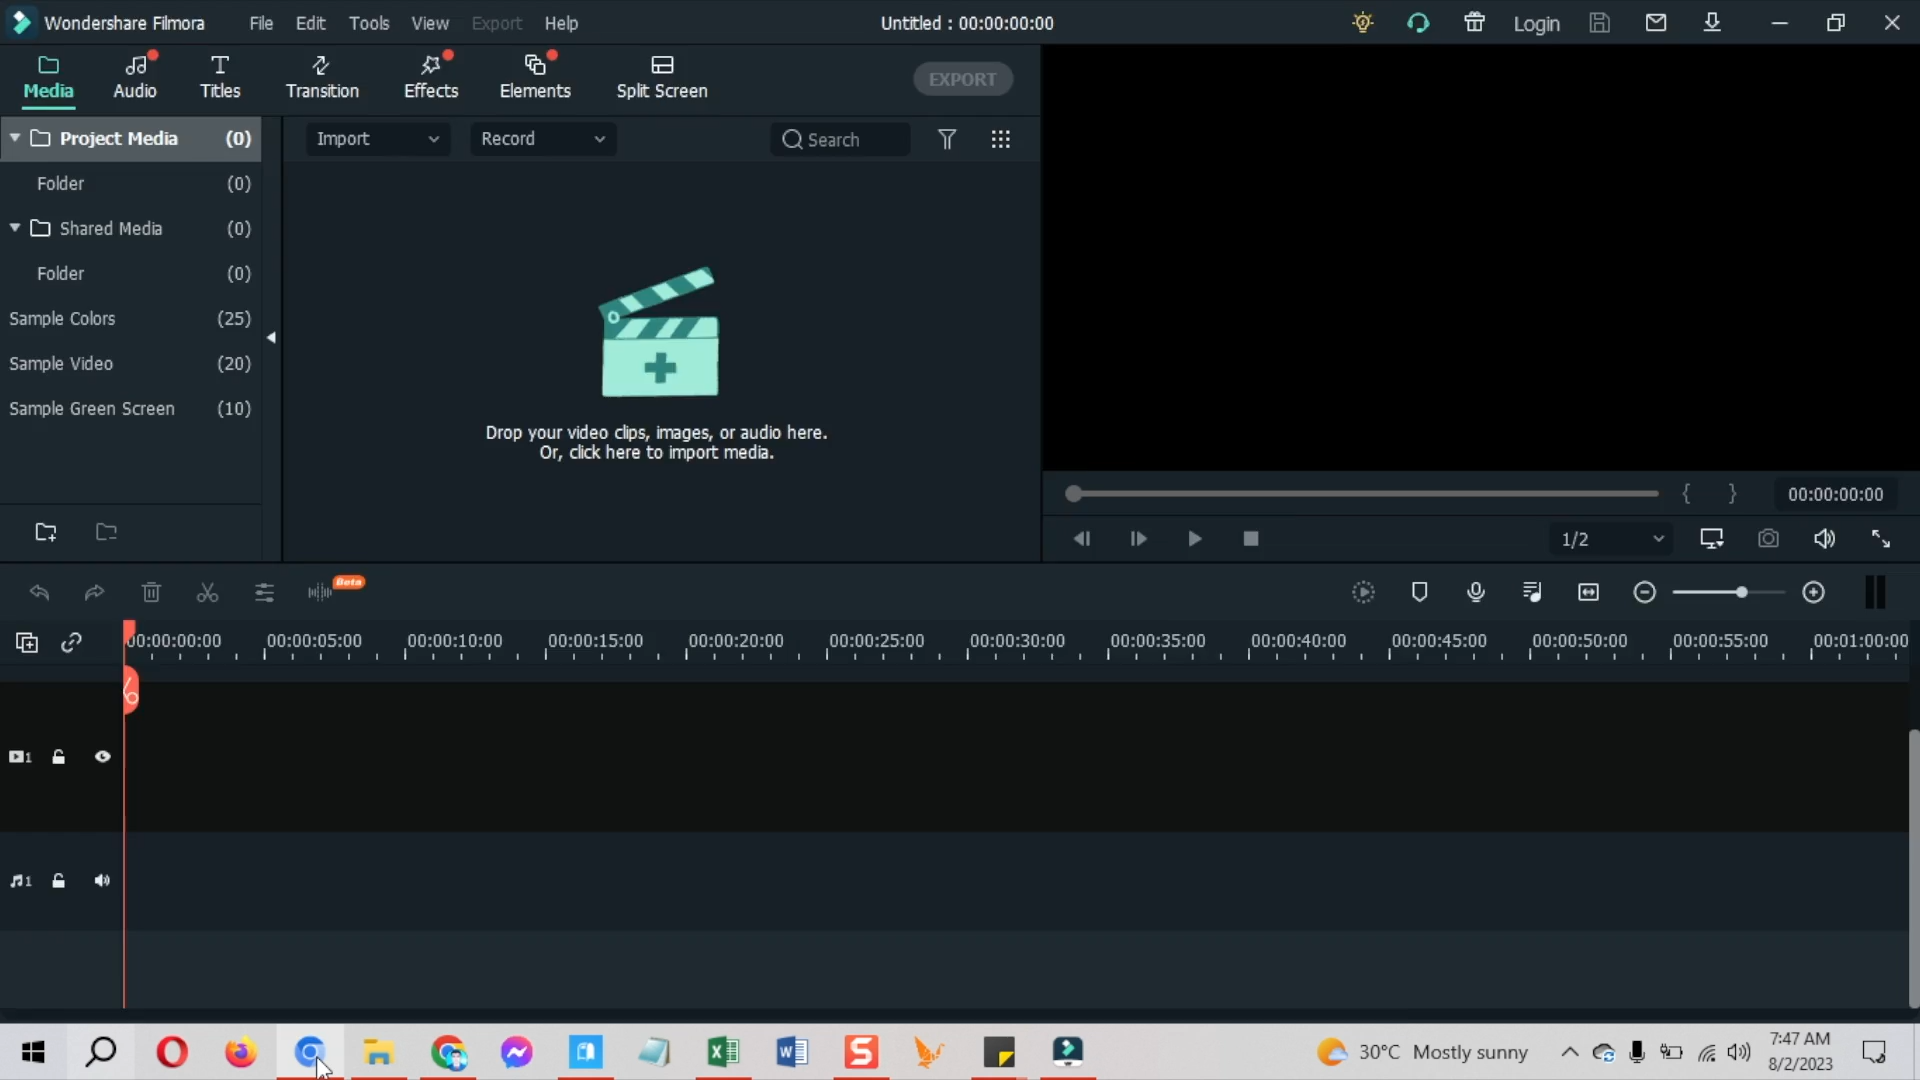 Wondershare Filmora File Edit Tools View Export Help Untitled : 00:00:00:00 Login
Media Audio Titles Transition Effects Elements Split Screen EXPORT
Project Media (0) Import Record Search
Folder (0)
Shared Media (0)
Folder (0)
Sample Colors (25)
Sample Video (20)
Sample Green Screen (10)
Drop your video clips, images, or audio here.
Or, click here to import media.
{ } 00:00:00:00
1/2
Beta
00:00:00:00 00:00:05:00 00:00:10:00 00:00:15:00 00:00:20:00 00:00:25:00 00:00:30:00 00:00:35:00 00:00:40:00 00:00:45:00 00:00:50:00 00:00:55:00 00:01:00:00
1
1
30°C Mostly sunny 7:47 AM
8/2/2023